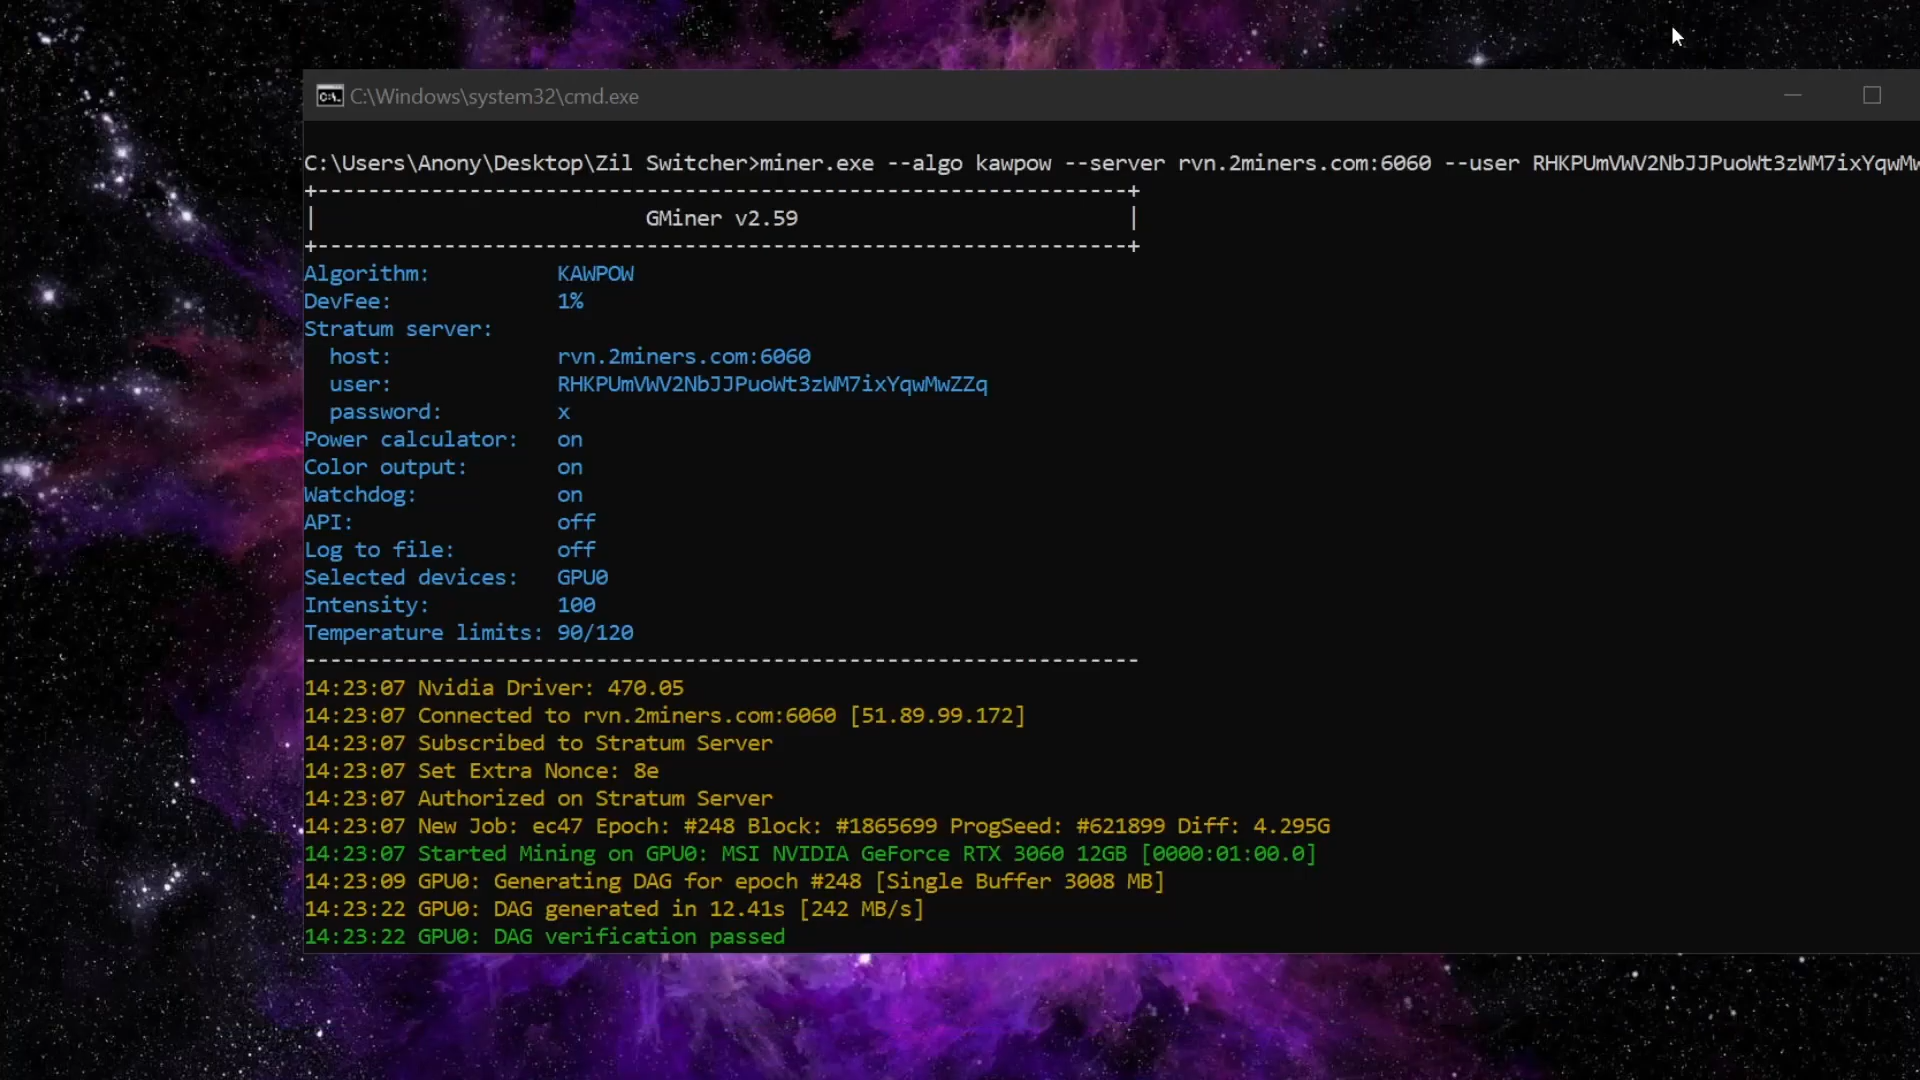 C:\Windows\system32\cmd.exe
C:\Users\Anony\Desktop\Zil Switcher>miner.exe --algo kawpow --server rvn.2miners.com:6060 --user RHKPUmVWV2NbJJPuoWt3zWM7ixYqwMw
GMiner v2.59
Algorithm: KAWPOW
DevFee: 1%
Stratum server:
host: rvn.2miners.com:6060
user: RHKPUmVWV2NbJJPuoWt3zWM7ixYqwMwZZq
password: x
Power calculator: on
Color output: on
Watchdog: on
API: off
Log to file: off
Selected devices: GPU0
Intensity: 100
Temperature limits: 90/120
14:23:07 Nvidia Driver: 470.05
14:23:07 Connected to rvn.2miners.com:6060 [51.89.99.172]
14:23:07 Subscribed to Stratum Server
14:23:07 Set Extra Nonce: 8e
14:23:07 Authorized on Stratum Server
14:23:07 New Job: ec47 Epoch: #248 Block: #1865699 ProgSeed: #621899 Diff: 4.295G
14:23:07 Started Mining on GPU0: MSI NVIDIA GeForce RTX 3060 12GB [0000:01:00.0]
14:23:09 GPU0: Generating DAG for epoch #248 [Single Buffer 3008 MB]
14:23:22 GPU0: DAG generated in 12.41s [242 MB/s]
14:23:22 GPU0: DAG verification passed